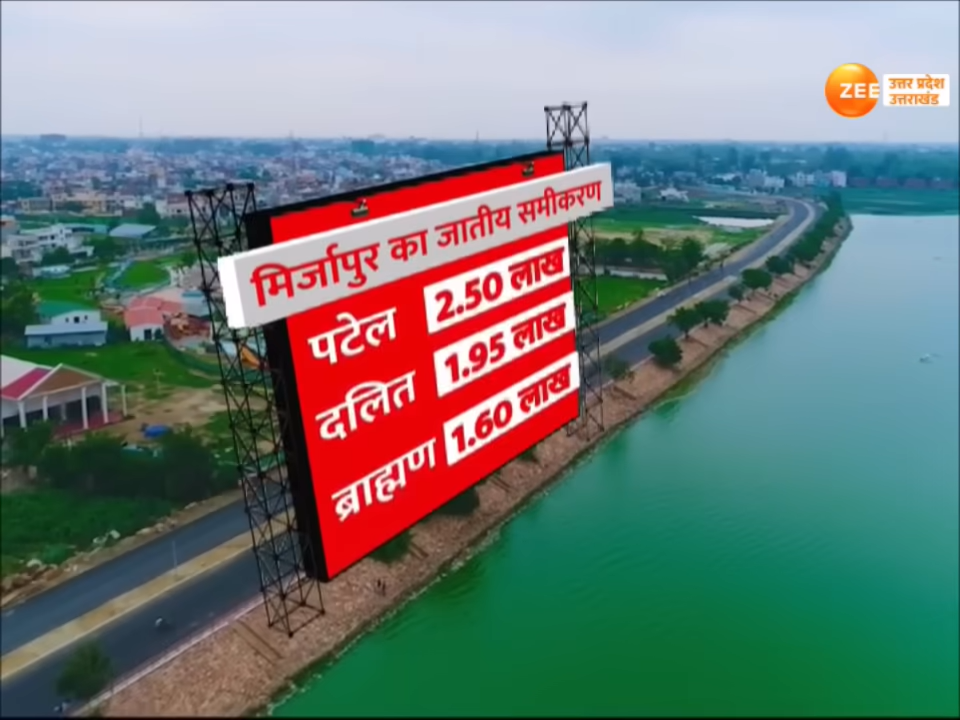 ZEE
उत्तर प्रदेश
उत्तराखंड
मिर्जापुर का जातीय समीकरण
पटेल 2.50 लाख
दलित 1.95 लाख
ब्राह्मण 1.60 लाख